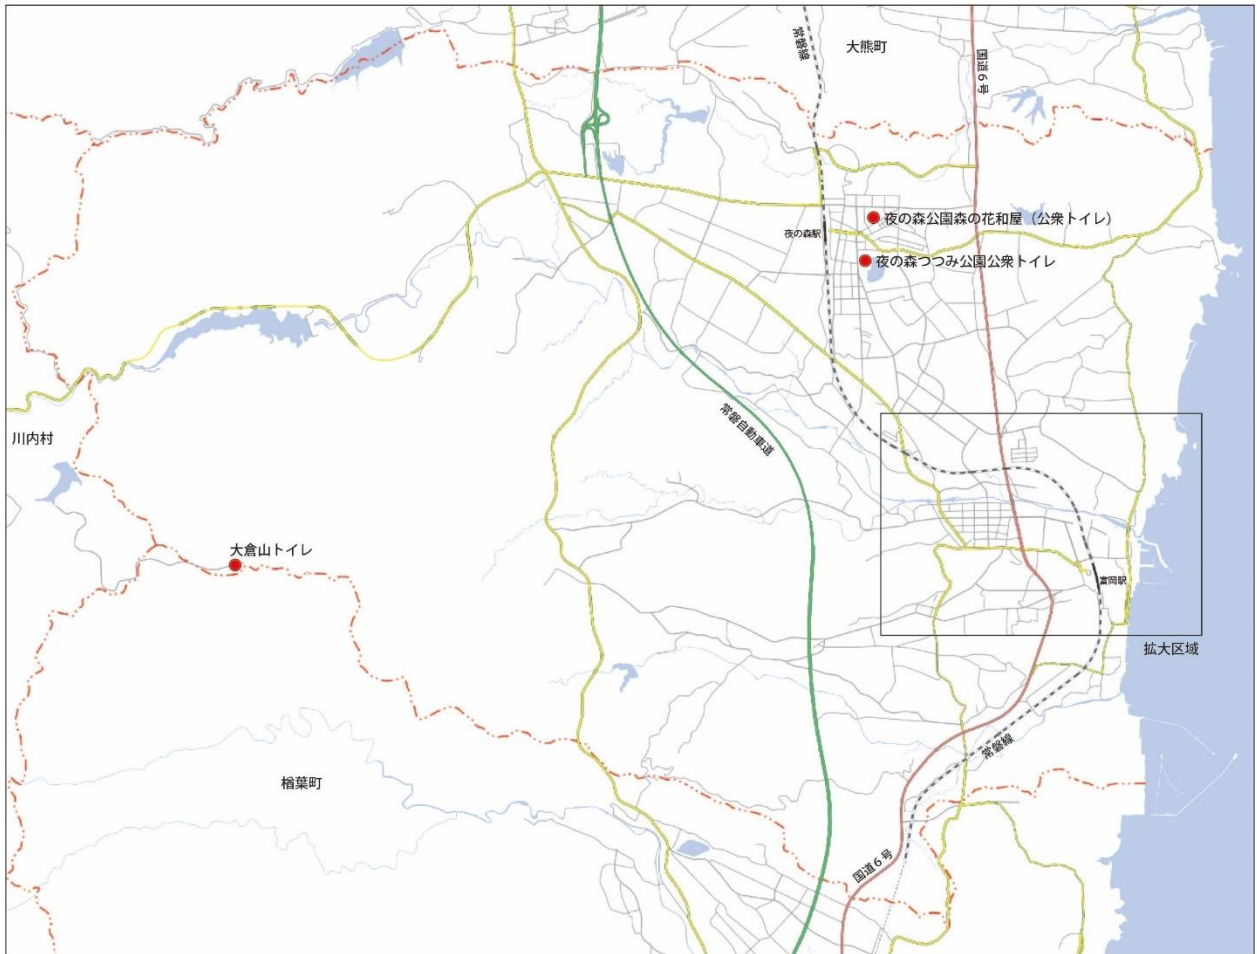 常磐線
大熊町
国道6号
夜の森公園森の花和屋（公衆トイレ）
夜の森駅
夜の森つつみ公園公衆トイレ
常磐自動車道
川内村
大倉山トイレ
富岡駅
拡大区域
常磐線
楢葉町
国道6号